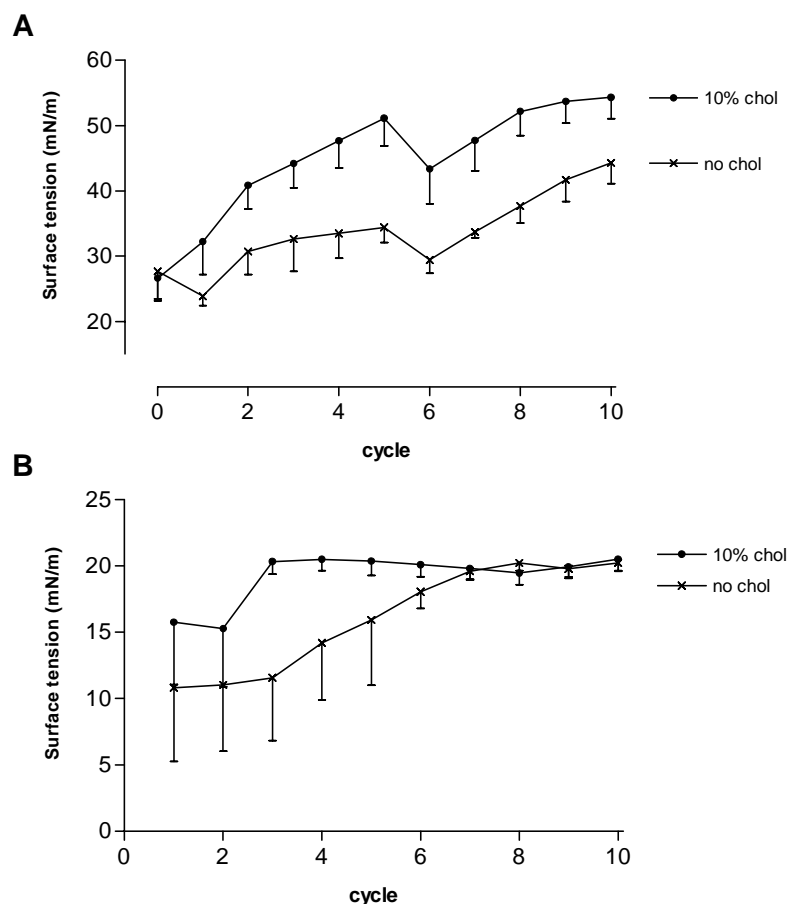 A
60
50
40
30
20
Surface tension (mN/m)
10% chol
no chol
0 2 4 6 8 10
cycle
B
25
20
15
10
5
0
Surface tension (mN/m)
10% chol
no chol
0 2 4 6 8 10
cycle